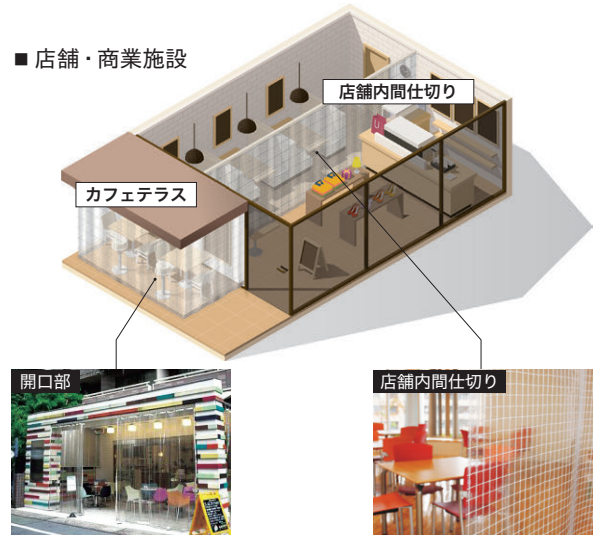 ■ 店舗・商業施設
店舗内間仕切り
カフェテラス
開口部
店舗内間仕切り